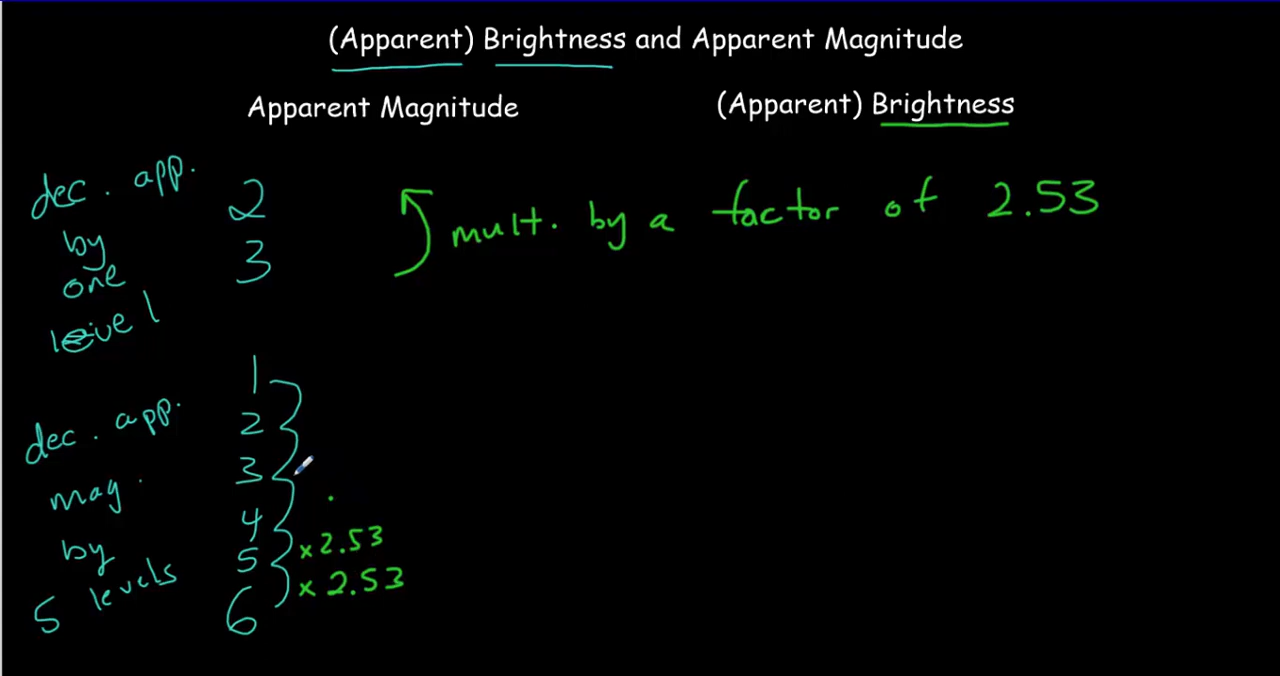 (Apparent) Brightness and Apparent Magnitude
Apparent Magnitude
(Apparent) Brightness
dec. app.
by
one
level
2
3
mult. by a factor of 2.53
dec. app.
mag.
by
5 levels
1
2
3
4
5
6
x 2.53
x 2.53